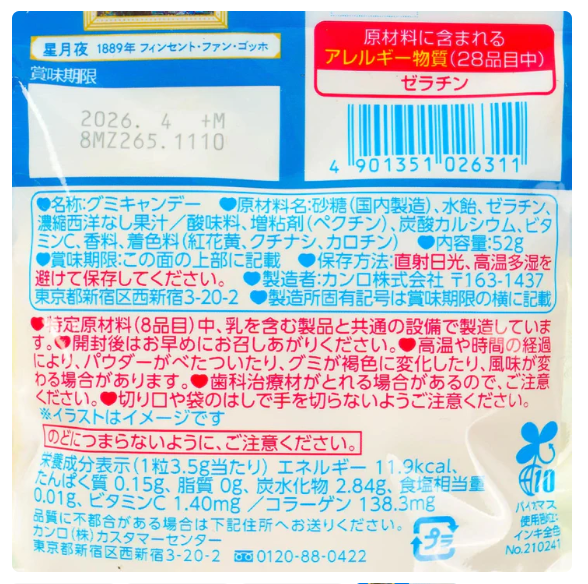 星月夜 1889年 フィンセント・ファン・ゴッホ
賞味期限
2026. 4 +M
8MZ265.1110
原材料に含まれる
アレルギー物質(28品目中)
ゼラチン
4 901351 026311
♥名称:グミキャンデー ♥原材料名:砂糖(国内製造)、水飴、ゼラチン、
濃縮西洋なし果汁/酸味料、増粘剤(ペクチン)、炭酸カルシウム、ビタ
ミンC、香料、着色料(紅花黄、クチナシ、カロチン) ♥内容量:52g
♥賞味期限:この面の上部に記載 ♥保存方法:直射日光、高温多湿を
避けて保存してください。 ♥製造者:カンロ株式会社 〒163-1437
東京都新宿区西新宿3-20-2 ♥製造所固有記号は賞味期限の横に記載
♥特定原材料(8品目)中、乳を含む製品と共通の設備で製造していま
す。♥開封後はお早めにお召しあがりください。♥高温や時間の経過
により、パウダーがべたついたり、グミが褐色に変化したり、風味が変
わる場合があります。♥歯科治療材がとれる場合があるので、ご注意
ください。♥切り口や袋のはしで手を切らないようご注意ください。
※イラストはイメージです
のどにつまらないように、ご注意ください。
栄養成分表示(1粒3.5g当たり) エネルギー 11.9kcal、
たんぱく質 0.15g、脂質 0g、炭水化物 2.84g、食塩相当量
0.01g、ビタミンC 1.40mg/コラーゲン 138.3mg
品質に不都合がある場合は下記住所へお送りください。
カンロ(株)カスタマーセンター
東京都新宿区西新宿3-20-2 0120-88-0422
プラ
10
バイオマス
使用部位:
インキ全色
No.210241